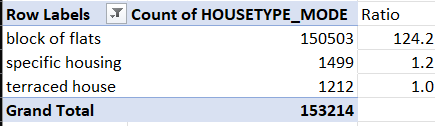 Row Labels Count of HOUSETYPE_MODE Ratio
block of flats 150503 124.2
specific housing 1499 1.2
terraced house 1212 1.0
Grand Total 153214